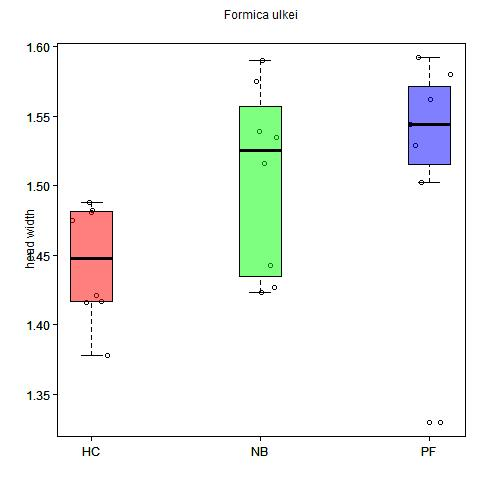 Formica ulkei
1.60
1.55
1.50
1.45
1.40
1.35
head width
HC
NB
PF